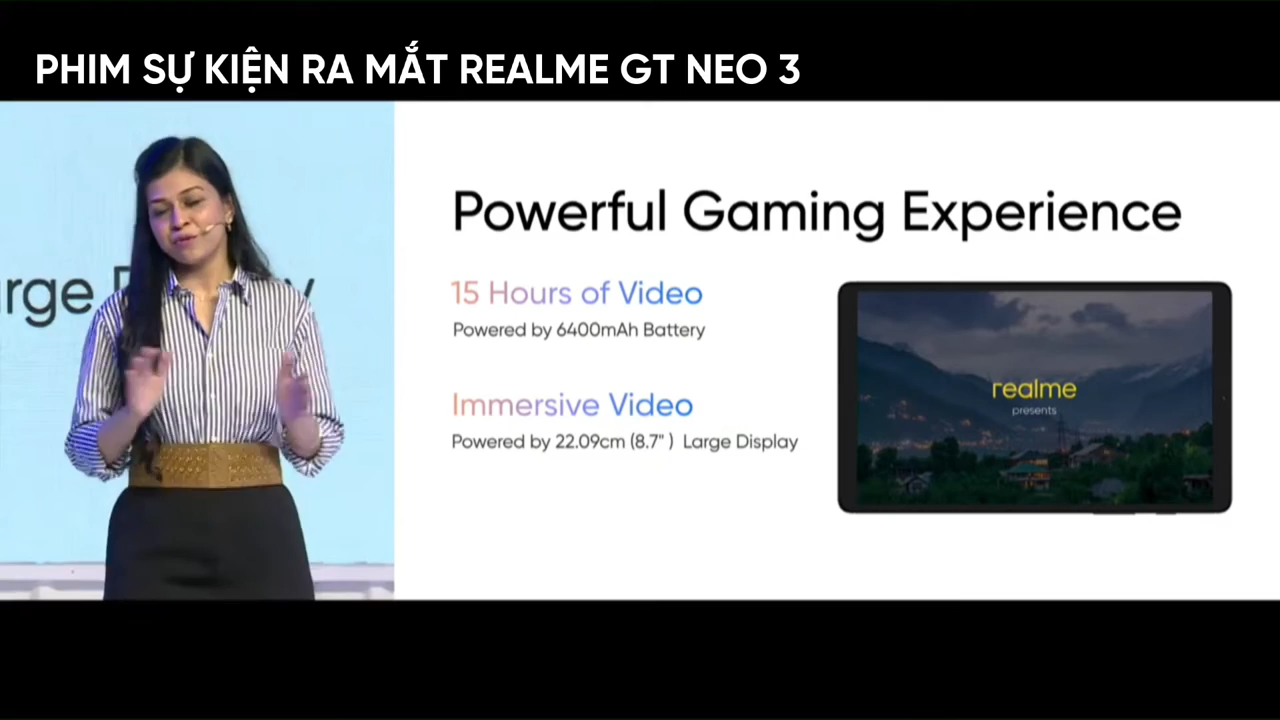 PHIM SỰ KIỆN RA MẮT REALME GT NEO 3
Powerful Gaming Experience
15 Hours of Video
Powered by 6400mAh Battery
Immersive Video
Powered by 22.09cm (8.7" ) Large Display
realme
presents